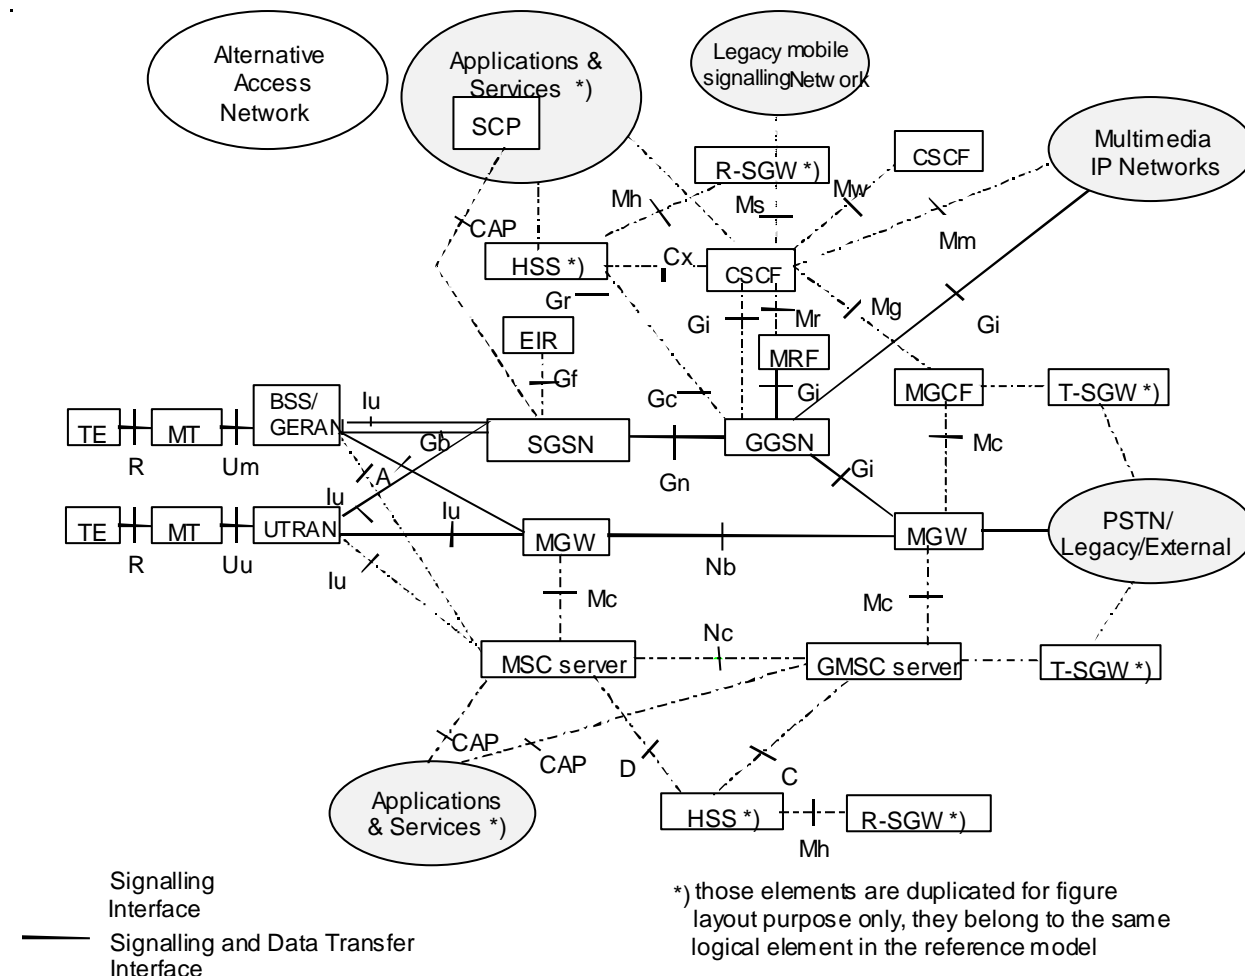 .
Alternative
Access
Network
Applications &
Services *)
SCP
Legacy mobile
signalling Network
R-SGW *)
CSCF
Multimedia
IP Networks
Mh
Ms
Mw
Mm
CAP
HSS *)
Cx
CSCF
Gr
Gi
Mr
Mg
Gi
EIR
MRF
Gf
Gc
Gi
MGCF
T-SGW *)
BSS/
GERAN
Iu
TE
MT
Gb
SGSN
GGSN
Mc
R
Um
A
Gn
Gi
Iu
Iu
TE
MT
UTRAN
MGW
MGW
PSTN/
Legacy/External
R
Uu
Iu
Nb
Mc
Mc
Nc
MSC server
GMSC server
T-SGW *)
CAP
CAP
D
C
Applications
& Services *)
HSS *)
R-SGW *)
Mh
Signalling
Interface
Signalling and Data Transfer
Interface
*) those elements are duplicated for figure
layout purpose only, they belong to the same
logical element in the reference model